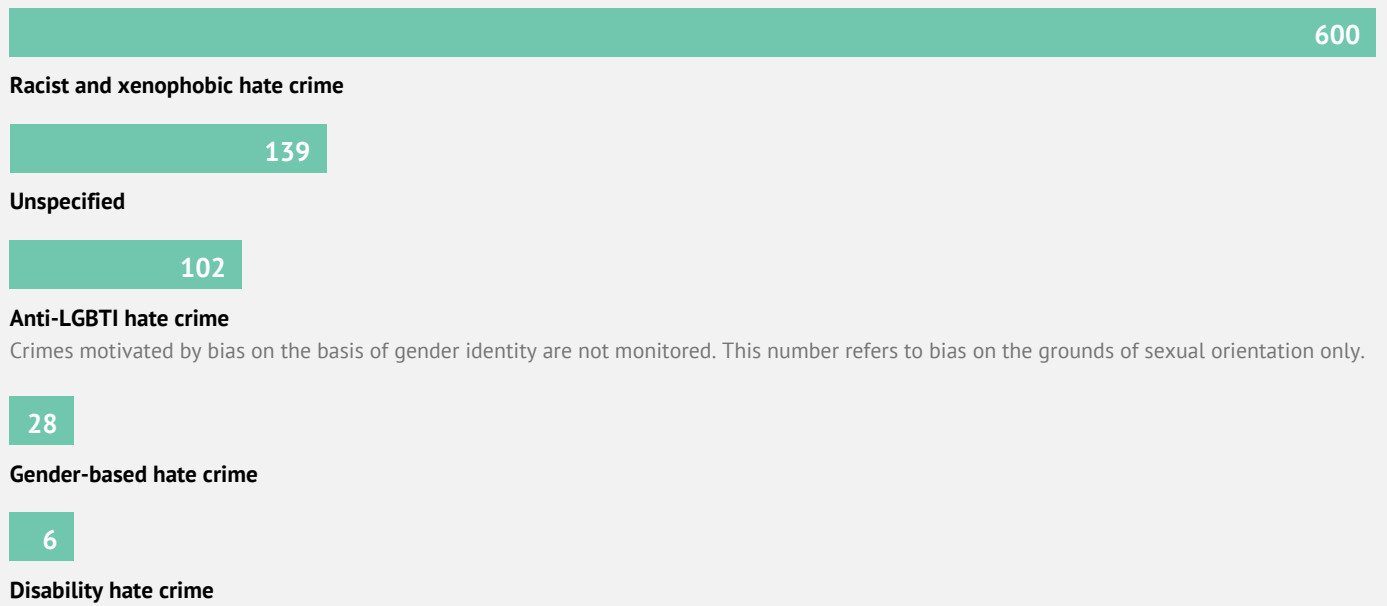 600
Racist and xenophobic hate crime
139
Unspecified
102
Anti-LGBTI hate crime
Crimes motivated by bias on the basis of gender identity are not monitored. This number refers to bias on the grounds of sexual orientation only.
28
Gender-based hate crime
6
Disability hate crime